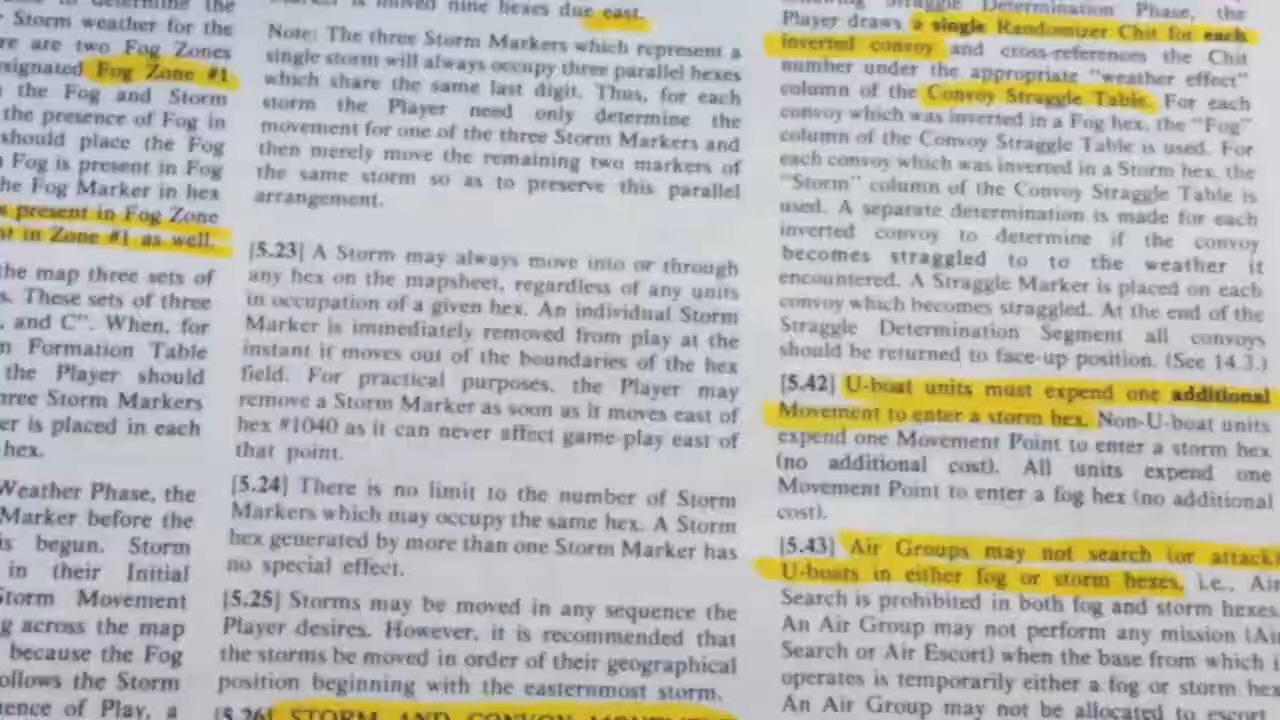 to determine the
Storm weather for the
re are two Fog Zones
signated Fog Zone #1
the Fog and Storm
the presence of Fog in
should place the Fog
Fog is present in Fog
he Fog Marker in hex
s present in Fog Zone
nt in Zone #1 as well.
the map three sets of
s. These sets of three
, and C". When, for
n Formation Table
the Player should
hree Storm Markers
er is placed in each
hex.
Weather Phase, the
Marker before the
is begun. Storm
in their Initial
Storm Movement
g across the map
because the Fog
ollows the Storm
uence of Play, a
is moved nine hexes due east.
Note: The three Storm Markers which represent a
single storm will always occupy three parallel hexes
which share the same last digit. Thus, for each
storm the Player need only determine the
movement for one of the three Storm Markers and
then merely move the remaining two markers of
the same storm so as to preserve this parallel
arrangement.
[5.23] A Storm may always move into or through
any hex on the mapsheet, regardless of any units
in occupation of a given hex. An individual Storm
Marker is immediately removed from play at the
instant it moves out of the boundaries of the hex
field. For practical purposes, the Player may
remove a Storm Marker as soon as it moves east of
hex #1040 as it can never affect game-play east of
that point.
[5.24] There is no limit to the number of Storm
Markers which may occupy the same hex. A Storm
hex generated by more than one Storm Marker has
no special effect.
[5.25] Storms may be moved in any sequence the
Player desires. However, it is recommended that
the storms be moved in order of their geographical
position beginning with the easternmost storm.
[5.26] STORM AND CONVOY MOVEMENT
Straggle Determination Phase, the
Player draws a single Randomizer Chit for each
inverted convoy and cross-references the Chit
number under the appropriate "weather effect"
column of the Convoy Straggle Table. For each
convoy which was inverted in a Fog hex, the "Fog"
column of the Convoy Straggle Table is used. For
each convoy which was inverted in a Storm hex, the
"Storm" column of the Convoy Straggle Table is
used. A separate determination is made for each
inverted convoy to determine if the convoy
becomes straggled to to the weather it
encountered. A Straggle Marker is placed on each
convoy which becomes straggled. At the end of the
Straggle Determination Segment all convoys
should be returned to face-up position. (See 14.3.)
[5.42] U-boat units must expend one additional
Movement to enter a storm hex. Non-U-boat units
expend one Movement Point to enter a storm hex
(no additional cost). All units expend one
Movement Point to enter a fog hex (no additional
cost).
[5.43] Air Groups may not search (or attack)
U-boats in either fog or storm hexes, i.e., Air
Search is prohibited in both fog and storm hexes.
An Air Group may not perform any mission (Air
Search or Air Escort) when the base from which i
operates is temporarily either a fog or storm hex
An Air Group may not be allocated to escort